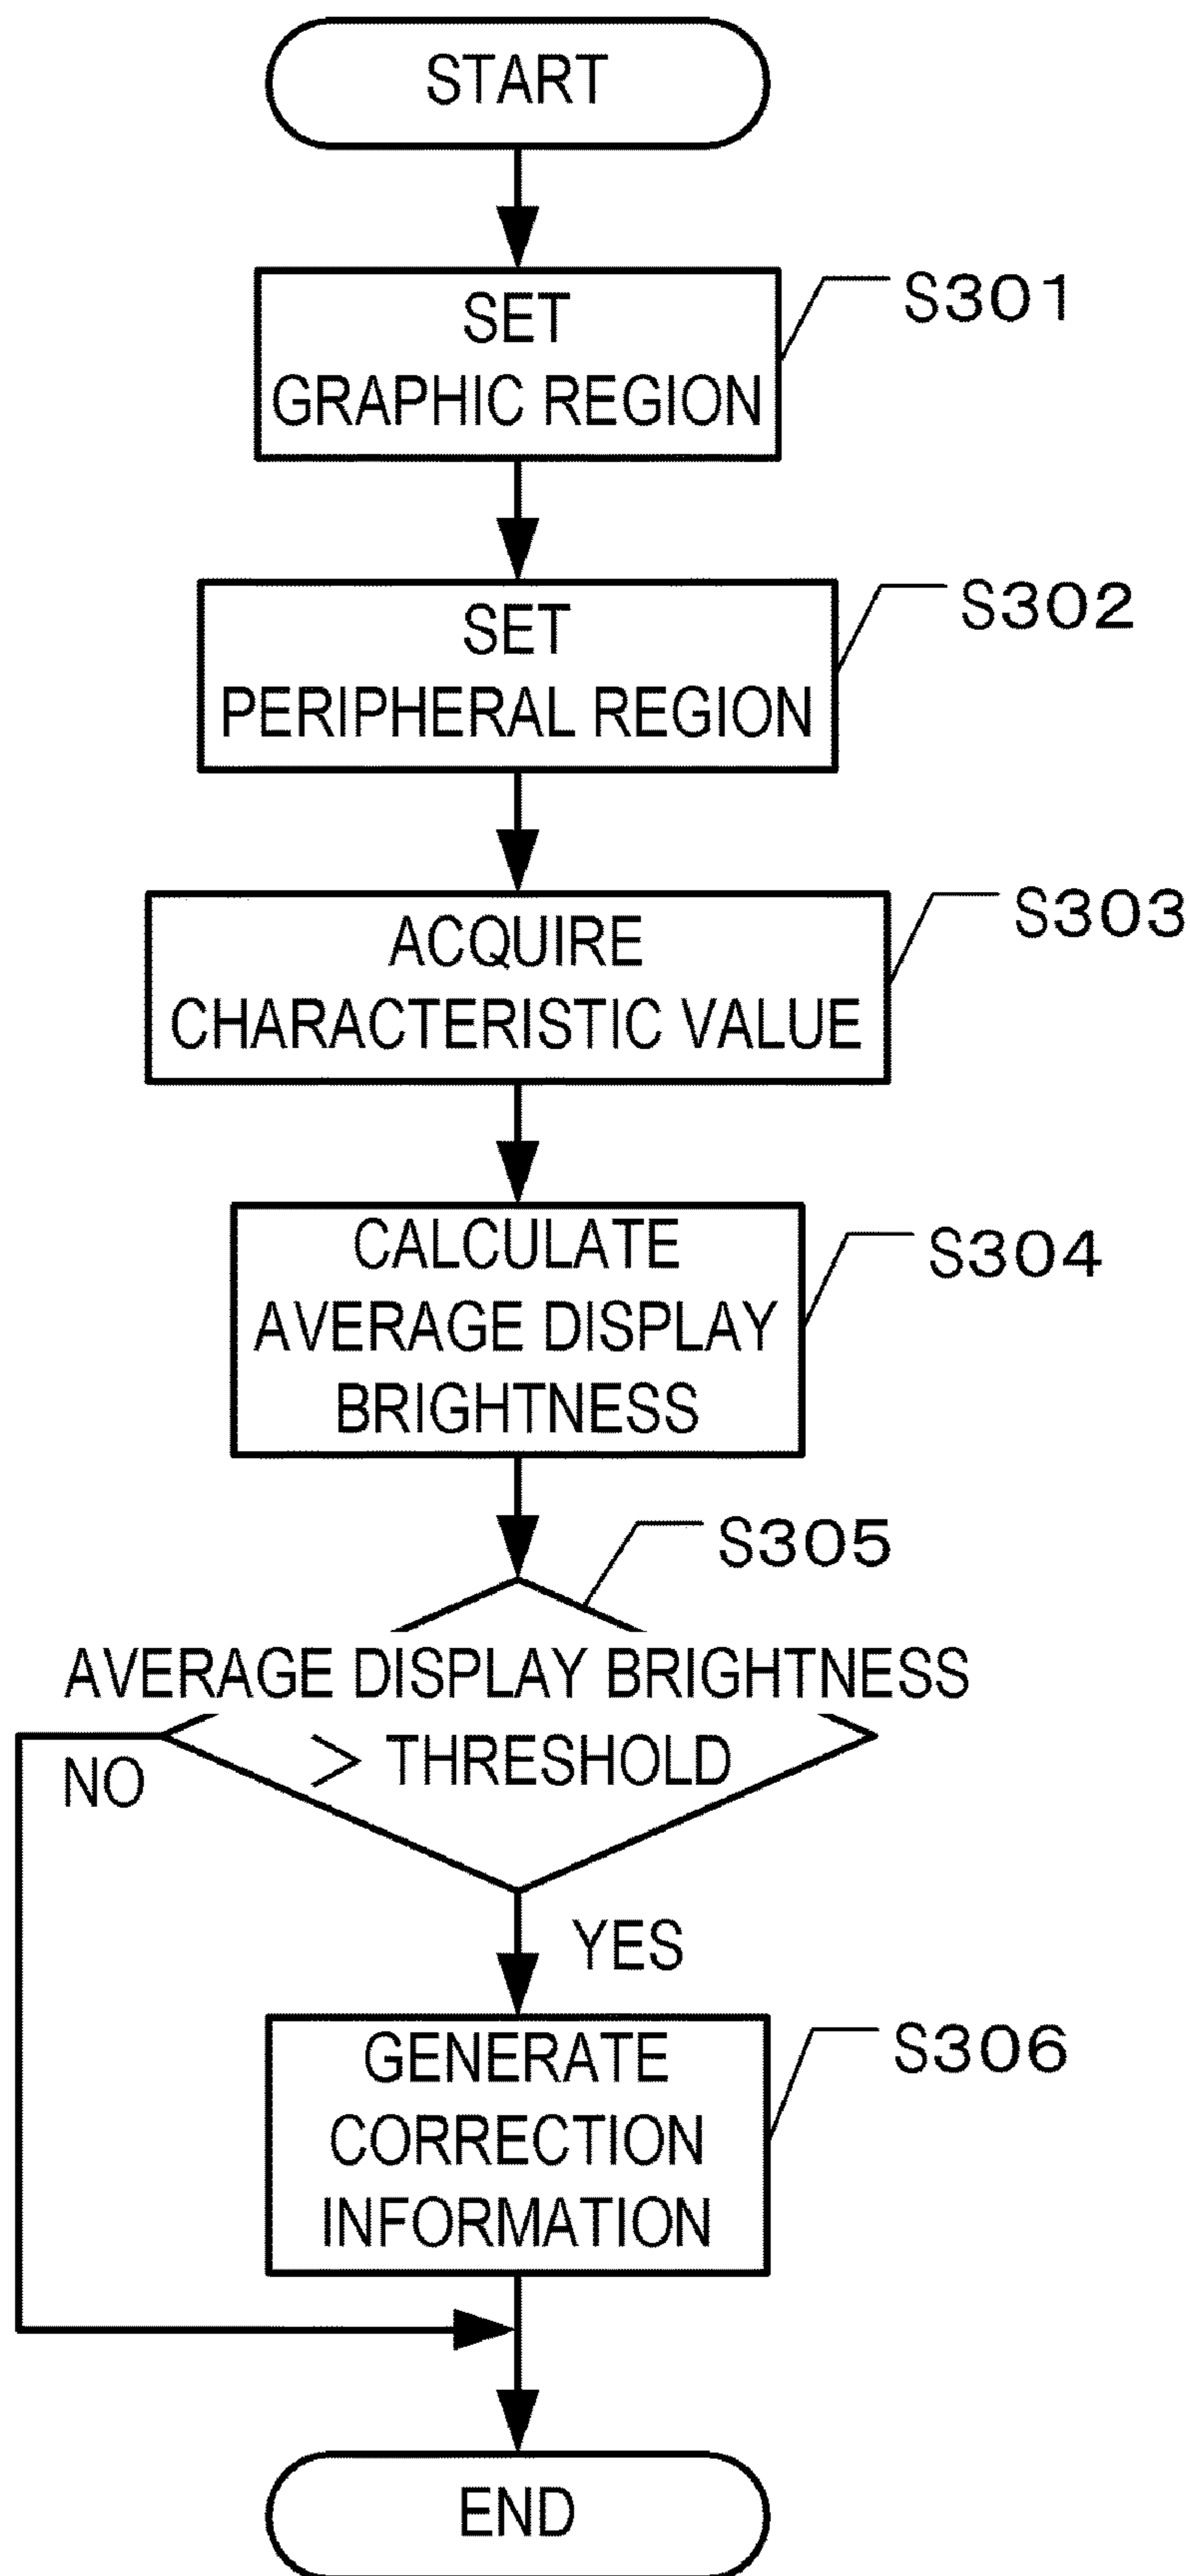 START
SET
GRAPHIC REGION
S301
SET
PERIPHERAL REGION
S302
ACQUIRE
CHARACTERISTIC VALUE
S303
CALCULATE
AVERAGE DISPLAY
BRIGHTNESS
S304
S305
AVERAGE DISPLAY BRIGHTNESS
> THRESHOLD
NO
YES
GENERATE
CORRECTION
INFORMATION
S306
END